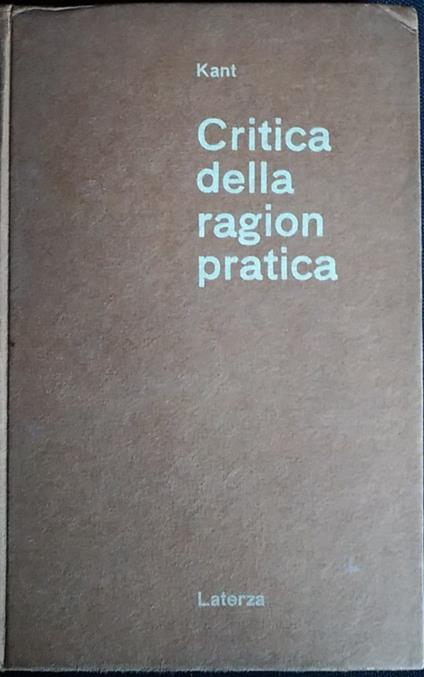 Kant
Critica
della
ragion
pratica
Laterza